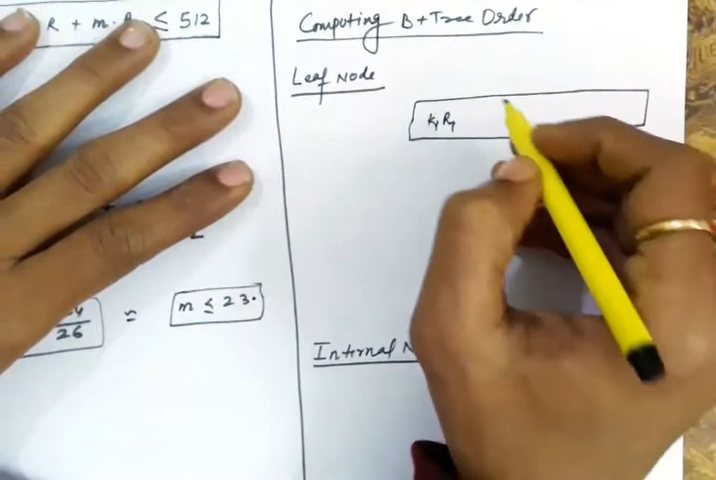 R + m. ≤ 512
26
≈ m ≤ 23.
Computing B+Tree Order
Leaf Node
K1 R1
Internal